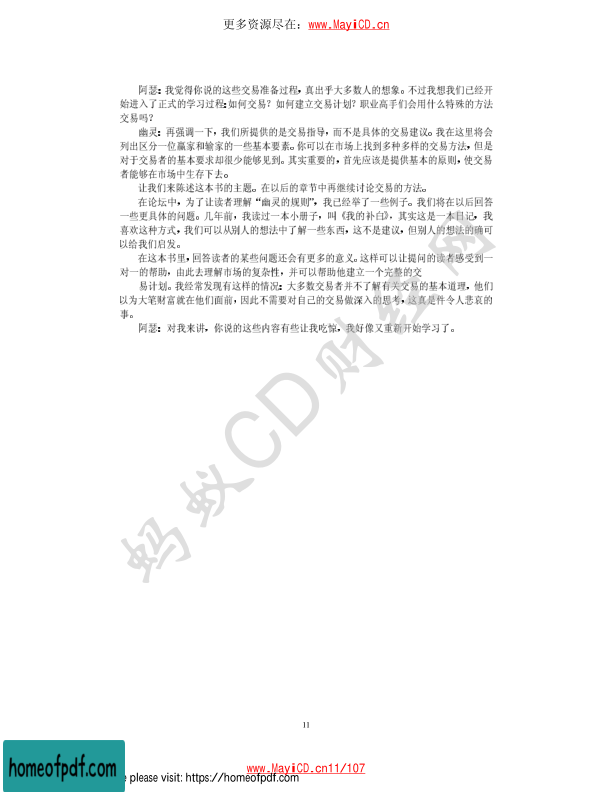 更多资源尽在：www.MayiCD.cn
阿瑟：我觉得你说的这些交易准备过程，真出乎大多数人的想象。不过我想我们已经开
始进入了正式的学习过程：如何交易？如何建立交易计划？职业高手们会用什么特殊的方法
交易吗？
幽灵：再强调一下，我们所提供的是交易指导，而不是具体的交易建议。我在这里将会
列出区分一位赢家和输家的一些基本要素。你可以在市场上找到多种多样的交易方法，但是
对于交易者的基本要求却很少能够见到。其实重要的，首先应该是提供基本的原则，使交易
者能够在市场中生存下去。
让我们来陈述这本书的主题。在以后的章节中再继续讨论交易的方法。
在论坛中，为了让读者理解“幽灵的规则”，我已经举了一些例子。我们将在以后回答
一些更具体的问题。几年前，我读过一本小册子，叫《我的补白》，其实这是一本日记，我
喜欢这种方式，我们可以从别人的想法中了解一些东西，这不是建议，但别人的想法的确可
以给我们启发。
在这本书里，回答读者的某些问题还会有更多的意义。这样可以让提问的读者感受到一
对一的帮助，由此去理解市场的复杂性，并可以帮助他建立一个完整的交
易计划。我经常发现有这样的情况：大多数交易者并不了解有关交易的基本道理，他们
以为大笔财富就在他们面前，因此不需要对自己的交易做深入的思考，这真是件令人悲哀的
事。
阿瑟：对我来讲，你说的这些内容有些让我吃惊，我好像又重新开始学习了。
蚂蚁CD财经网
11
www.MayiCD.cn11/107
homeofpdf.com
please visit: https://homeofpdf.com